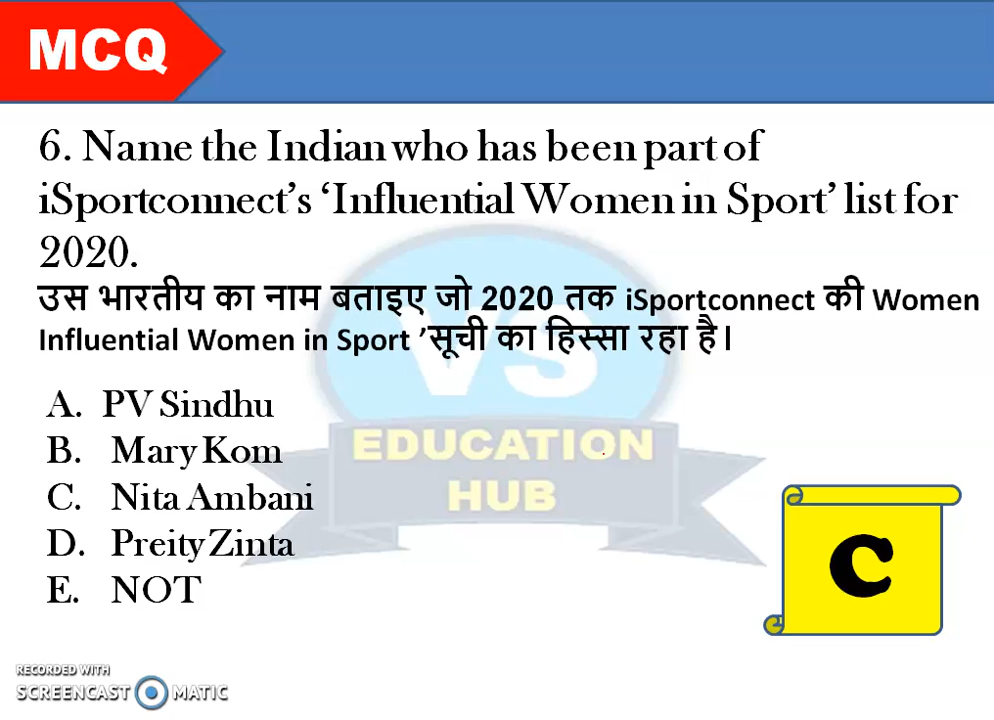 MCQ
6. Name the Indian who has been part of
iSportconnect’s ‘Influential Women in Sport’ list for
2020.
उस भारतीय का नाम बताइए जो 2020 तक iSportconnect की Women
Influential Women in Sport ’सूची का हिस्सा रहा है।
VS
EDUCATION
HUB
A. PV Sindhu
B. Mary Kom
C. Nita Ambani
D. Preity Zinta
E. NOT
C
RECORDED WITH
SCREENCAST MATIC